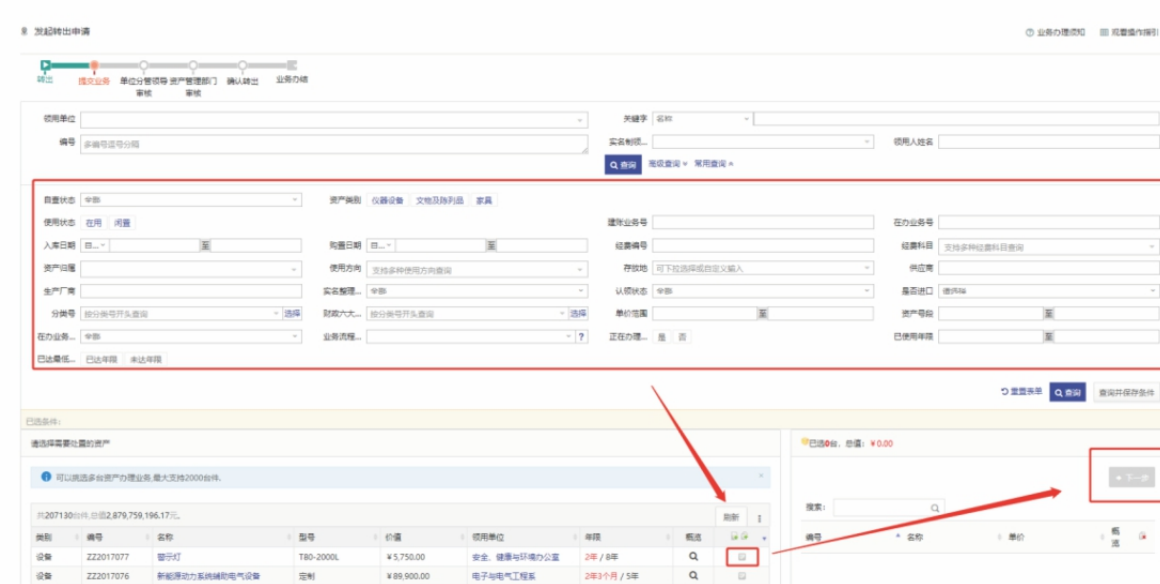 发起转出申请 业务办理须知 观看操作指引
转出 提交业务 单位分管领导审核 资产管理部门审核 确认转出 业务办结
领用单位 关键字 名称
编号 多编号逗号分隔 实名制领... 领用人姓名
查询 高级查询 常用查询
自查状态 全部 资产类别 仪器设备 文物及陈列品 家具
使用状态 在用 闲置 建账业务号 在办业务号
入库日期 日... 至 购置日期 日... 至 经费编号 经费科目 支持多种经费科目查询
资产归属 使用方向 支持多种使用方向查询 存放地 可下拉选择或自定义输入 供应商
生产厂商 实名整理... 全部 认领状态 全部 是否进口 请选择
分类号 按分类号开头查询 选择 财政六大... 按分类号开头查询 选择 单价范围 至 资产号段 至
在办业务... 全部 业务流程... ? 正在办理... 是 否 已使用年限 至
已达最低... 已达年限 未达年限
重置表单 查询 查询并保存条件
已选条件:
请选择需要处置的资产 已选0台, 总值: ￥0.00
可以挑选多台资产办理业务,最大支持2000台件。 × 下一步
共207130台件,总值2,879,759,196.17元。 刷新 搜索:
类别 编号 名称 型号 价值 领用单位 年限 概览 编号 名称 单价 概览
设备 ZZ2017077 警示灯 T80-2000L ￥5,750.00 安全、健康与环境办公室 2年 / 8年
设备 ZZ2017076 新能源动力系统辅助电气设备 定制 ￥89,900.00 电子与电气工程系 2年3个月 / 5年